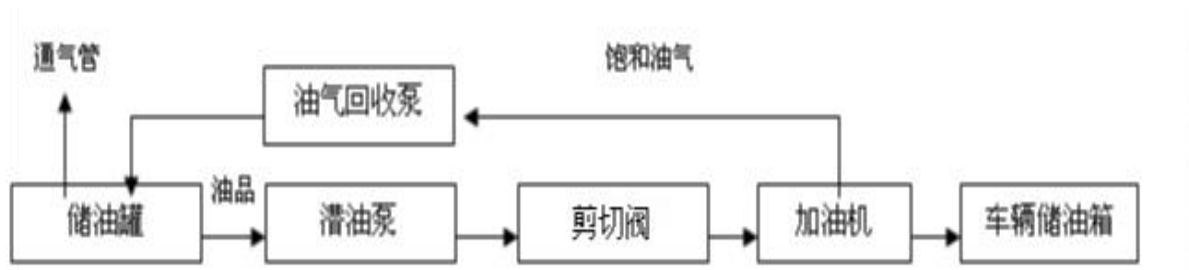 通气管
饱和油气
油气回收泵
油品
储油罐
潜油泵
剪切阀
加油机
车辆储油箱